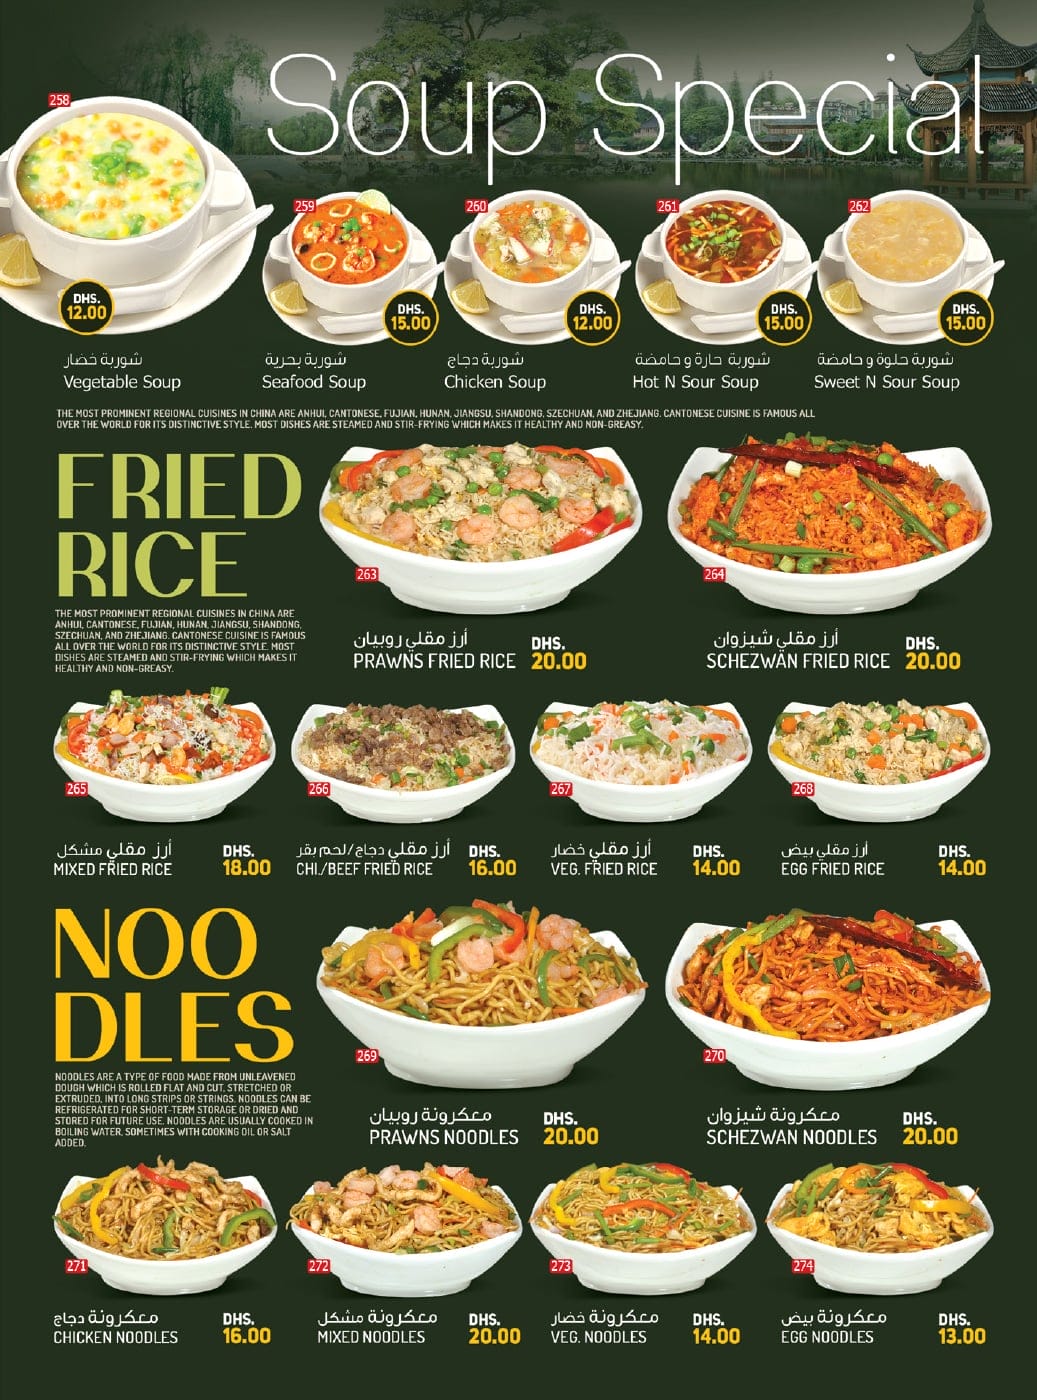 Soup Special
258
DHS.
12.00
شوربة خضار
Vegetable Soup
259
DHS.
15.00
شوربة بحرية
Seafood Soup
260
DHS.
12.00
شوربة دجاج
Chicken Soup
261
DHS.
15.00
شوربة حارة و حامضة
Hot N Sour Soup
262
DHS.
15.00
شوربة حلوة و حامضة
Sweet N Sour Soup
THE MOST PROMINENT REGIONAL CUISINES IN CHINA ARE ANHUI, CANTONESE, FUJIAN, HUNAN, JIANGSU, SHANDONG, SZECHUAN, AND ZHEJIANG. CANTONESE CUISINE IS FAMOUS ALL
OVER THE WORLD FOR ITS DISTINCTIVE STYLE. MOST DISHES ARE STEAMED AND STIR-FRYING WHICH MAKES IT HEALTHY AND NON-GREASY.
FRIED
RICE
THE MOST PROMINENT REGIONAL CUISINES IN CHINA ARE
ANHUI, CANTONESE, FUJIAN, HUNAN, JIANGSU, SHANDONG,
SZECHUAN, AND ZHEJIANG. CANTONESE CUISINE IS FAMOUS
ALL OVER THE WORLD FOR ITS DISTINCTIVE STYLE. MOST
DISHES ARE STEAMED AND STIR-FRYING WHICH MAKES IT
HEALTHY AND NON-GREASY.
263
أرز مقلي روبيان
PRAWNS FRIED RICE
DHS.
20.00
264
أرز مقلي شيزوان
SCHEZWAN FRIED RICE
DHS.
20.00
265
أرز مقلي مشكل
MIXED FRIED RICE
DHS.
18.00
266
أرز مقلي دجاج/لحم بقر
CHI./BEEF FRIED RICE
DHS.
16.00
267
أرز مقلي خضار
VEG. FRIED RICE
DHS.
14.00
268
أرز مقلي بيض
EGG FRIED RICE
DHS.
14.00
NOO
DLES
NOODLES ARE A TYPE OF FOOD MADE FROM UNLEAVENED
DOUGH WHICH IS ROLLED FLAT AND CUT, STRETCHED OR
EXTRUDED, INTO LONG STRIPS OR STRINGS. NOODLES CAN BE
REFRIGERATED FOR SHORT-TERM STORAGE OR DRIED AND
STORED FOR FUTURE USE. NOODLES ARE USUALLY COOKED IN
BOILING WATER, SOMETIMES WITH COOKING OIL OR SALT
ADDED.
269
معكرونة روبيان
PRAWNS NOODLES
DHS.
20.00
270
معكرونة شيزوان
SCHEZWAN NOODLES
DHS.
20.00
271
معكرونة دجاج
CHICKEN NOODLES
DHS.
16.00
272
معكرونة مشكل
MIXED NOODLES
DHS.
20.00
273
معكرونة خضار
VEG. NOODLES
DHS.
14.00
274
معكرونة بيض
EGG NOODLES
DHS.
13.00